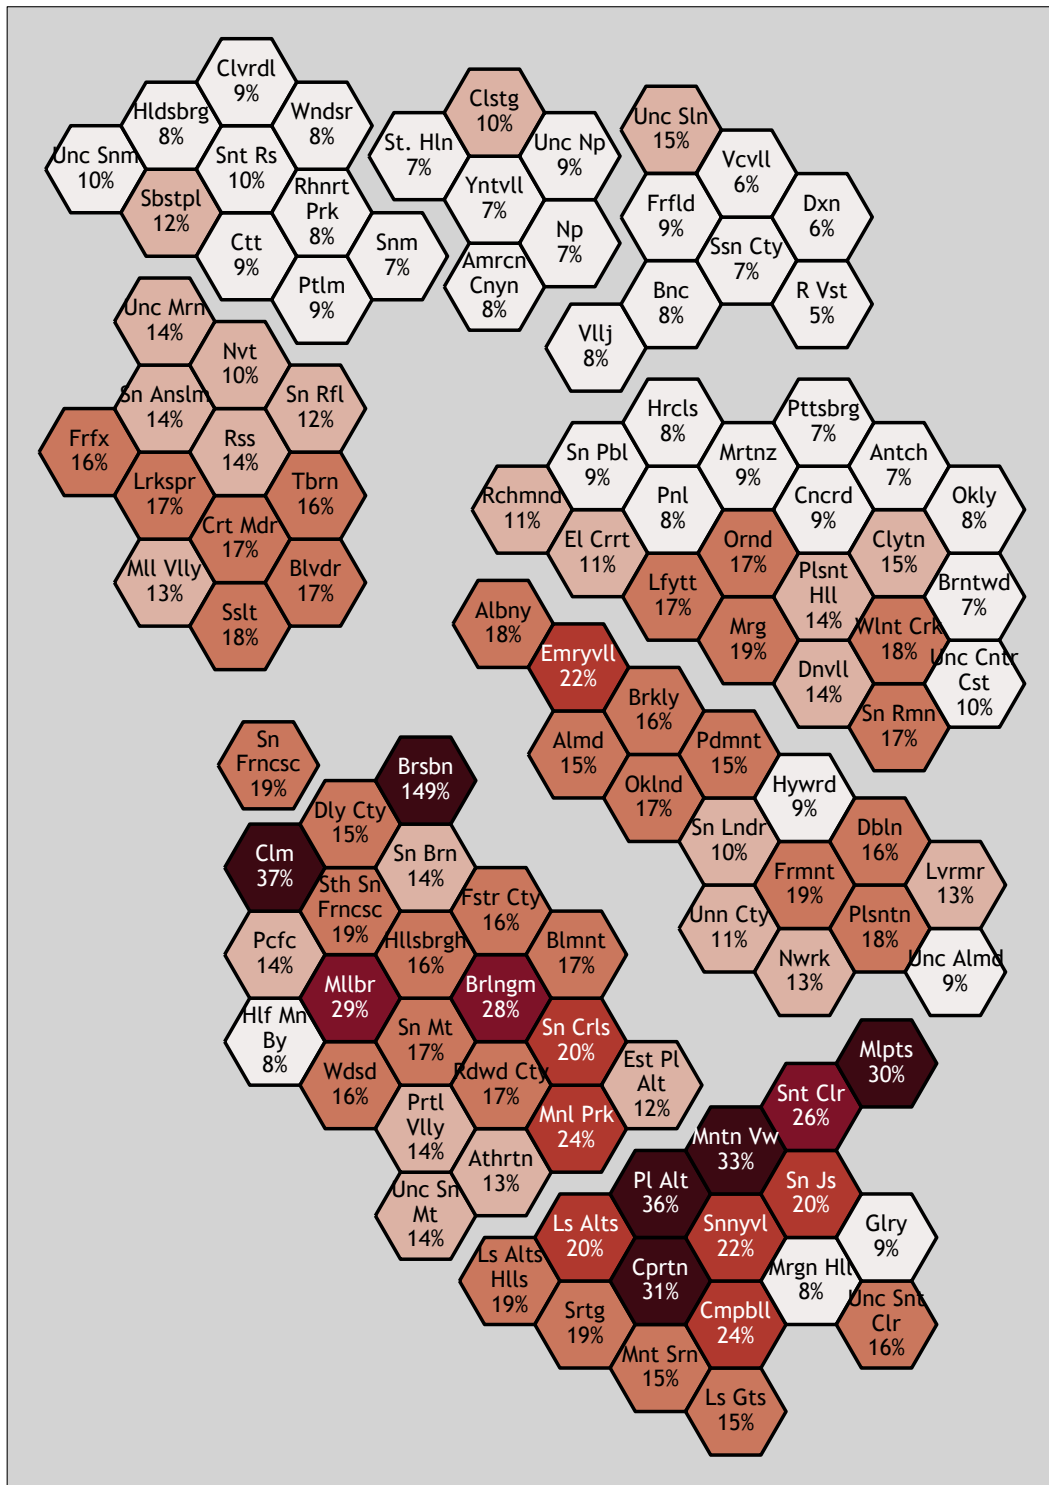 Clvrdl
9%
Hldsbrg
8%
Wndsr
8%
Unc Snm
10%
Snt Rs
10%
Sbstpl
12%
Rhnrt
Prk
8%
Ctt
9%
Snm
7%
Ptlm
9%
Clstg
10%
St. Hln
7%
Unc Np
9%
Yntvll
7%
Np
7%
Amrcn
Cnyn
8%
Unc Sln
15%
Vcvll
6%
Frfld
9%
Dxn
6%
Ssn Cty
7%
Bnc
8%
R Vst
5%
Vllj
8%
Unc Mrn
14%
Nvt
10%
Sn Anslm
14%
Sn Rfl
12%
Frfx
16%
Rss
14%
Lrkspr
17%
Tbrn
16%
Crt Mdr
17%
Mll Vlly
13%
Blvdr
17%
Sslt
18%
Hrcls
8%
Pttsbrg
7%
Sn Pbl
9%
Mrtnz
9%
Antch
7%
Rchmnd
11%
Pnl
8%
Cncrd
9%
Okly
8%
El Crrt
11%
Ornd
17%
Clytn
15%
Lfytt
17%
Plsnt
Hll
14%
Brntwd
7%
Mrg
19%
Wlnt Crk
18%
Dnvll
14%
Unc Cntr
Cst
10%
Sn Rmn
17%
Albny
18%
Emryvll
22%
Brkly
16%
Almd
15%
Pdmnt
15%
Oklnd
17%
Hywrd
9%
Sn Lndr
10%
Dbln
16%
Frmnt
19%
Lvrmr
13%
Unn Cty
11%
Plsntn
18%
Nwrk
13%
Unc Almd
9%
Sn
Frncsc
19%
Brsbn
149%
Dly Cty
15%
Clm
37%
Sn Brn
14%
Sth Sn
Frncsc
19%
Fstr Cty
16%
Pcfc
14%
Hllsbrgh
16%
Blmnt
17%
Mllbr
29%
Brlngm
28%
Hlf Mn
By
8%
Sn Mt
17%
Sn Crls
20%
Wdsd
16%
Rdwd Cty
17%
Est Pl
Alt
12%
Prtl
Vlly
14%
Mnl Prk
24%
Athrtn
13%
Unc Sn
Mt
14%
Mlpts
30%
Snt Clr
26%
Mntn Vw
33%
Pl Alt
36%
Sn Js
20%
Ls Alts
20%
Snnyvl
22%
Glry
9%
Ls Alts
Hlls
19%
Cprtn
31%
Mrgn Hll
8%
Srtg
19%
Cmpbll
24%
Unc Snt
Clr
16%
Mnt Srn
15%
Ls Gts
15%